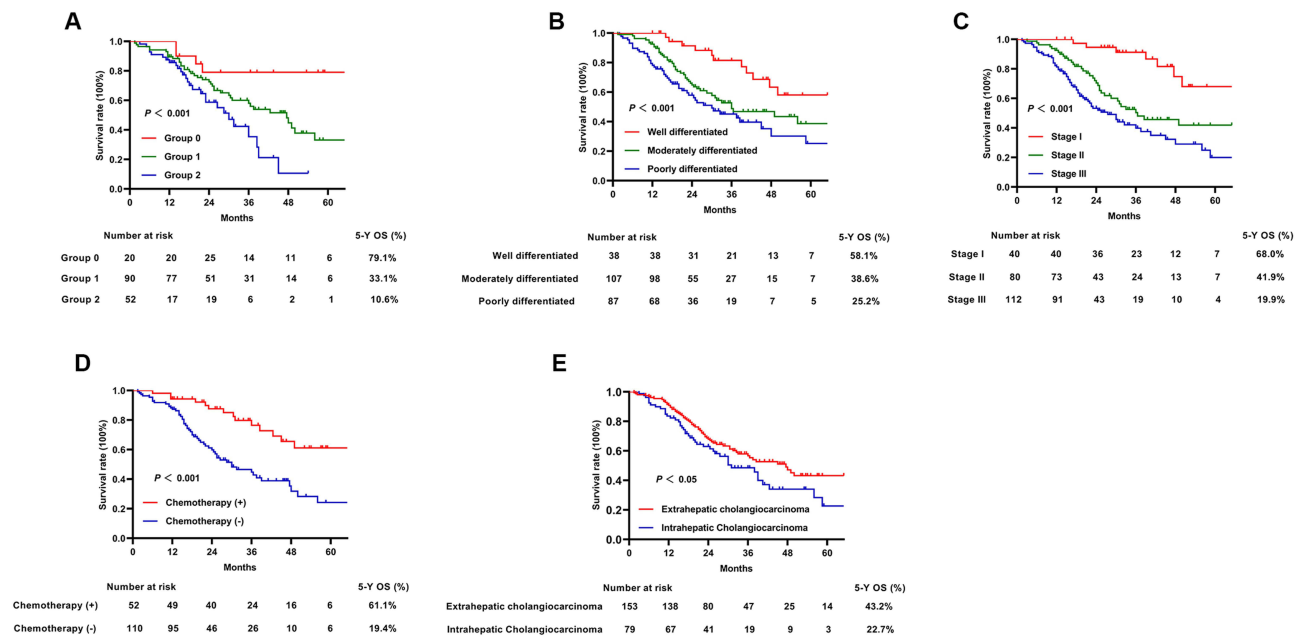 A
Survival rate (100%)
1.0
0.8
0.6
0.4
0.2
0.0
P < 0.001
Group 0
Group 1
Group 2
0 12 24 36 48 60
Months
Number at risk 5-Y OS (%)
Group 0 20 20 25 14 11 6 79.1%
Group 1 90 77 51 31 14 6 33.1%
Group 2 52 17 19 6 2 1 10.6%
B
Survival rate (100%)
1.0
0.8
0.6
0.4
0.2
0.0
P < 0.001
Well differentiated
Moderately differentiated
Poorly differentiated
0 12 24 36 48 60
Months
Number at risk 5-Y OS (%)
Well differentiated 38 38 31 21 13 7 58.1%
Moderately differentiated 107 98 55 27 15 7 38.6%
Poorly differentiated 87 68 36 19 7 5 25.2%
C
Survival rate (100%)
1.0
0.8
0.6
0.4
0.2
0.0
P < 0.001
Stage I
Stage II
Stage III
0 12 24 36 48 60
Months
Number at risk 5-Y OS (%)
Stage I 40 40 36 23 12 7 68.0%
Stage II 80 73 43 24 13 7 41.9%
Stage III 112 91 43 19 10 4 19.9%
D
Survival rate (100%)
1.0
0.8
0.6
0.4
0.2
0.0
P < 0.001
Chemotherapy (+)
Chemotherapy (-)
0 12 24 36 48 60
Months
Number at risk 5-Y OS (%)
Chemotherapy (+) 52 49 40 24 16 6 61.1%
Chemotherapy (-) 110 95 46 26 10 6 19.4%
E
Survival rate (100%)
1.0
0.8
0.6
0.4
0.2
0.0
P < 0.05
Extrahepatic cholangiocarcinoma
Intrahepatic Cholangiocarcinoma
0 12 24 36 48 60
Months
Number at risk 5-Y OS (%)
Extrahepatic cholangiocarcinoma 153 138 80 47 25 14 43.2%
Intrahepatic Cholangiocarcinoma 79 67 41 19 9 3 22.7%